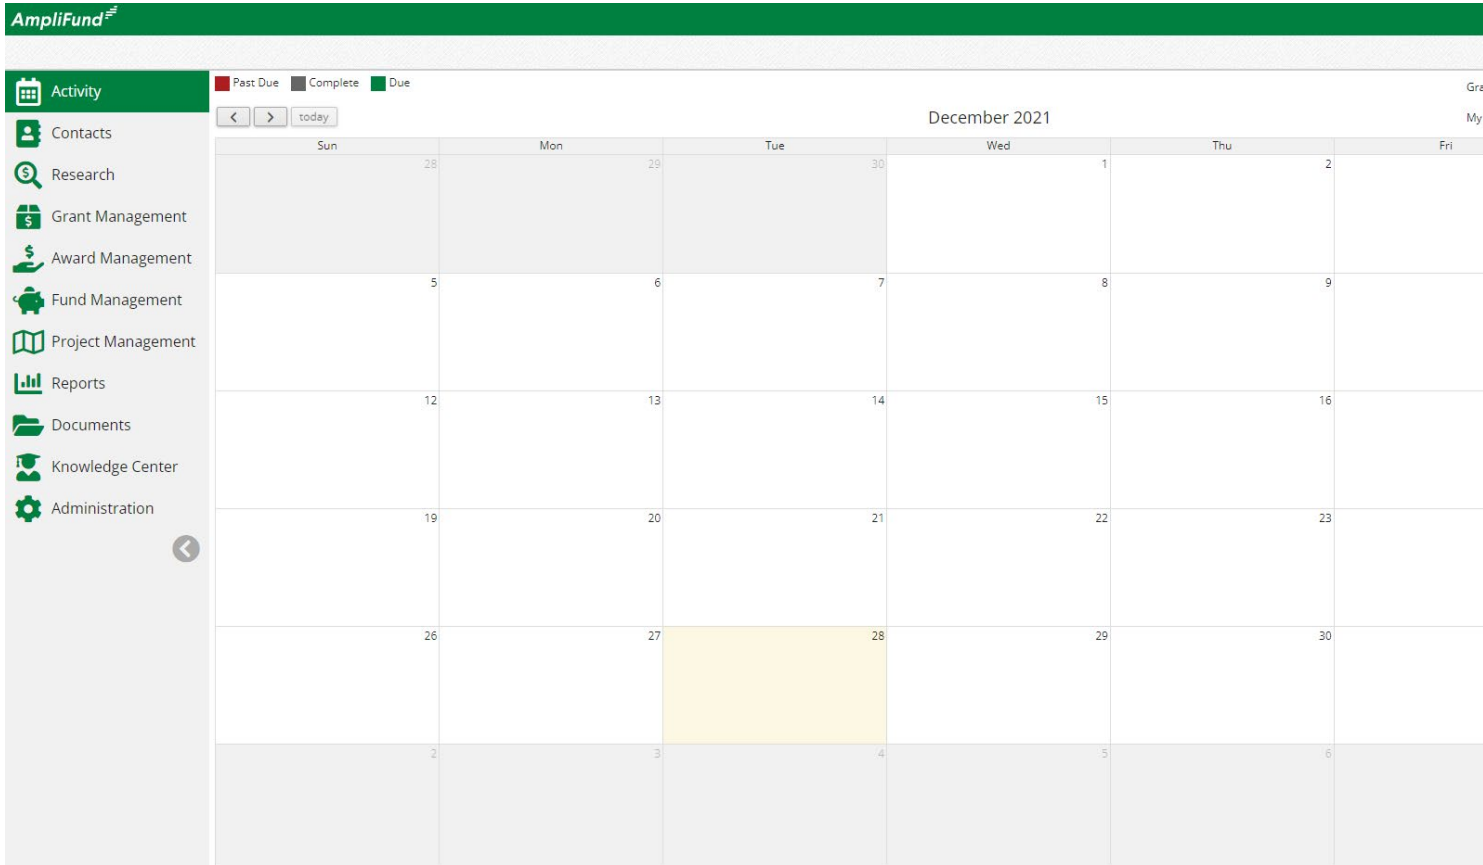 AmpliFund
Activity
Contacts
Research
Grant Management
Award Management
Fund Management
Project Management
Reports
Documents
Knowledge Center
Administration
Past Due Complete Due
Gra
today December 2021 My
Sun Mon Tue Wed Thu Fri
28 29 30 1 2
5 6 7 8 9
12 13 14 15 16
19 20 21 22 23
26 27 28 29 30
2 3 4 5 6